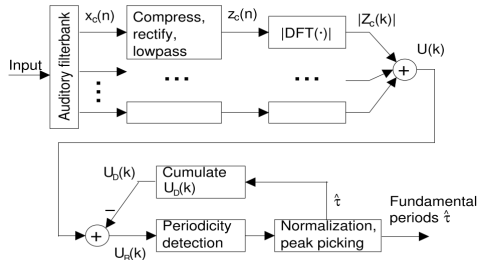 x_c(n)
Compress,
rectify,
lowpass
z_c(n)
|DFT(·)|
|Z_c(k)|
U(k)
Input
Auditory filterbank
+
U_D(k)
Cumulate
U_D(k)
–
+
U_R(k)
Periodicity
detection
τ̂
Normalization,
peak picking
Fundamental
periods τ̂